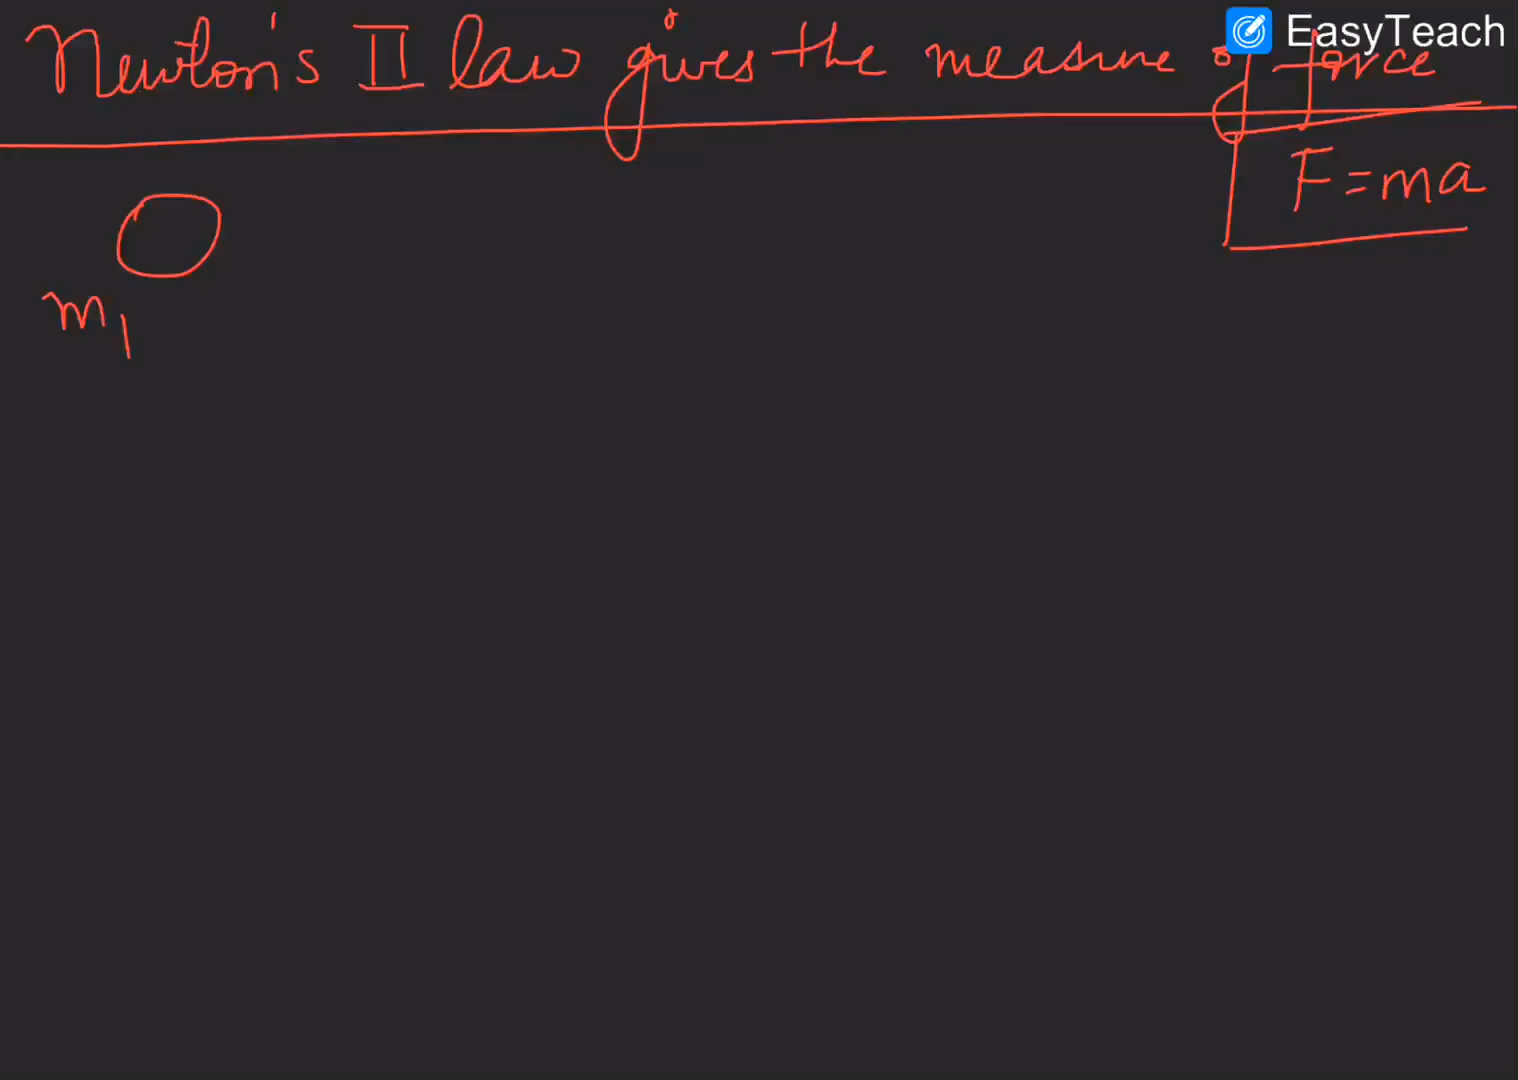 EasyTeach
Newton's II law gives the measure of force
F = ma
m₁